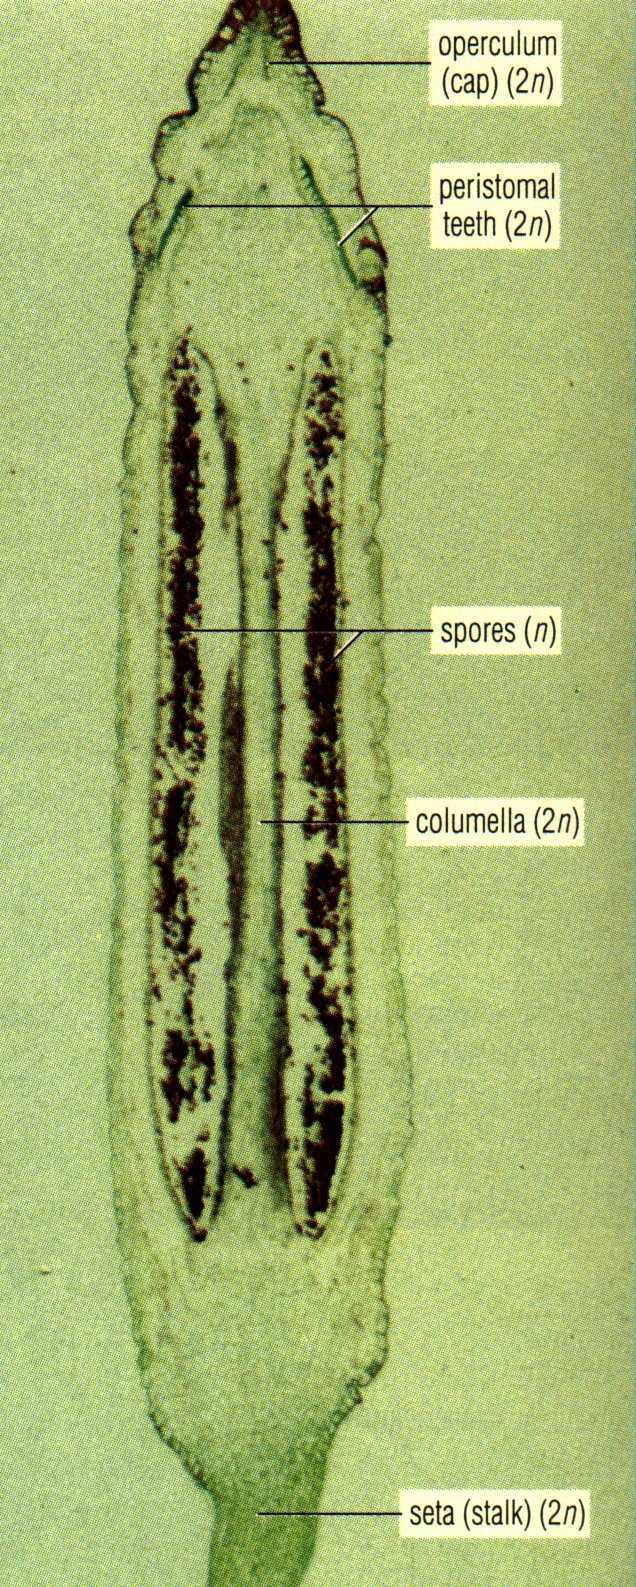 operculum
(cap) (2n)
peristomal
teeth (2n)
spores (n)
columella (2n)
seta (stalk) (2n)